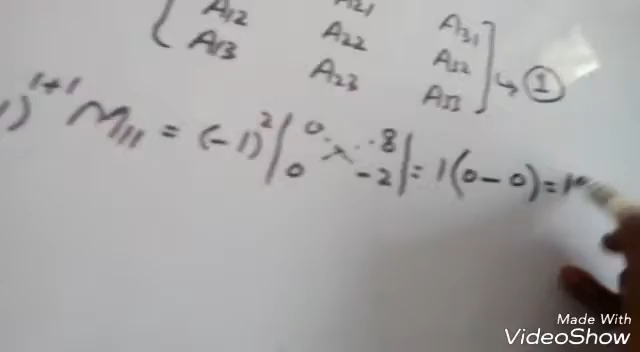 A12 A21 A31
A13 A22 A32
A23 A33 → 1
1) 1+1 M11 = (-1)² | 0 8 | = 1(0-0) =
0 -2
Made With
VideoShow